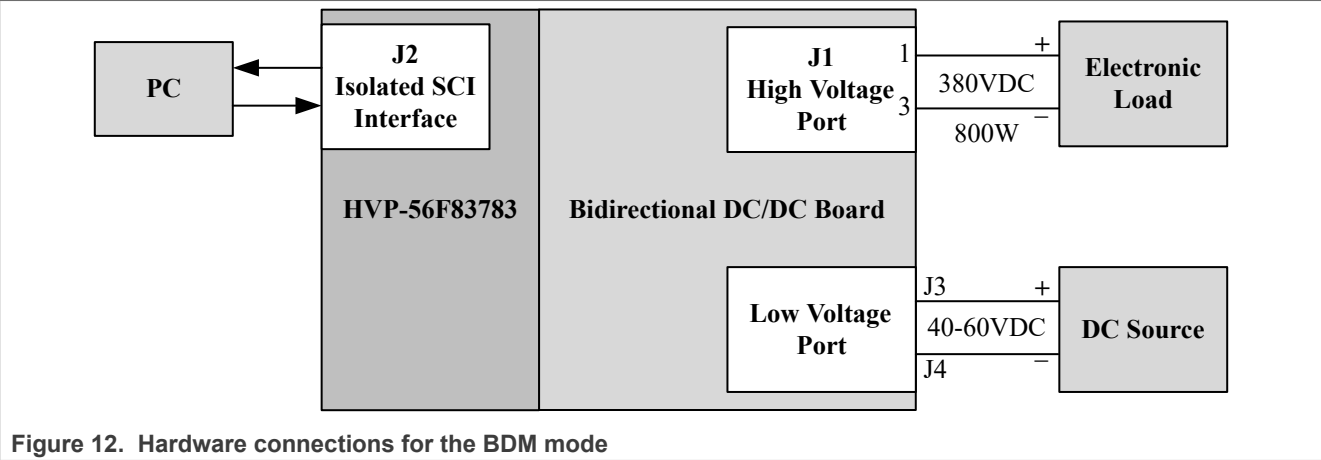 PC
J2
Isolated SCI
Interface
HVP-56F83783
Bidirectional DC/DC Board
J1
High Voltage
Port
1
3
+
380VDC
−
800W
Electronic
Load
Low Voltage
Port
J3
+
40-60VDC
−
J4
DC Source
Figure 12. Hardware connections for the BDM mode